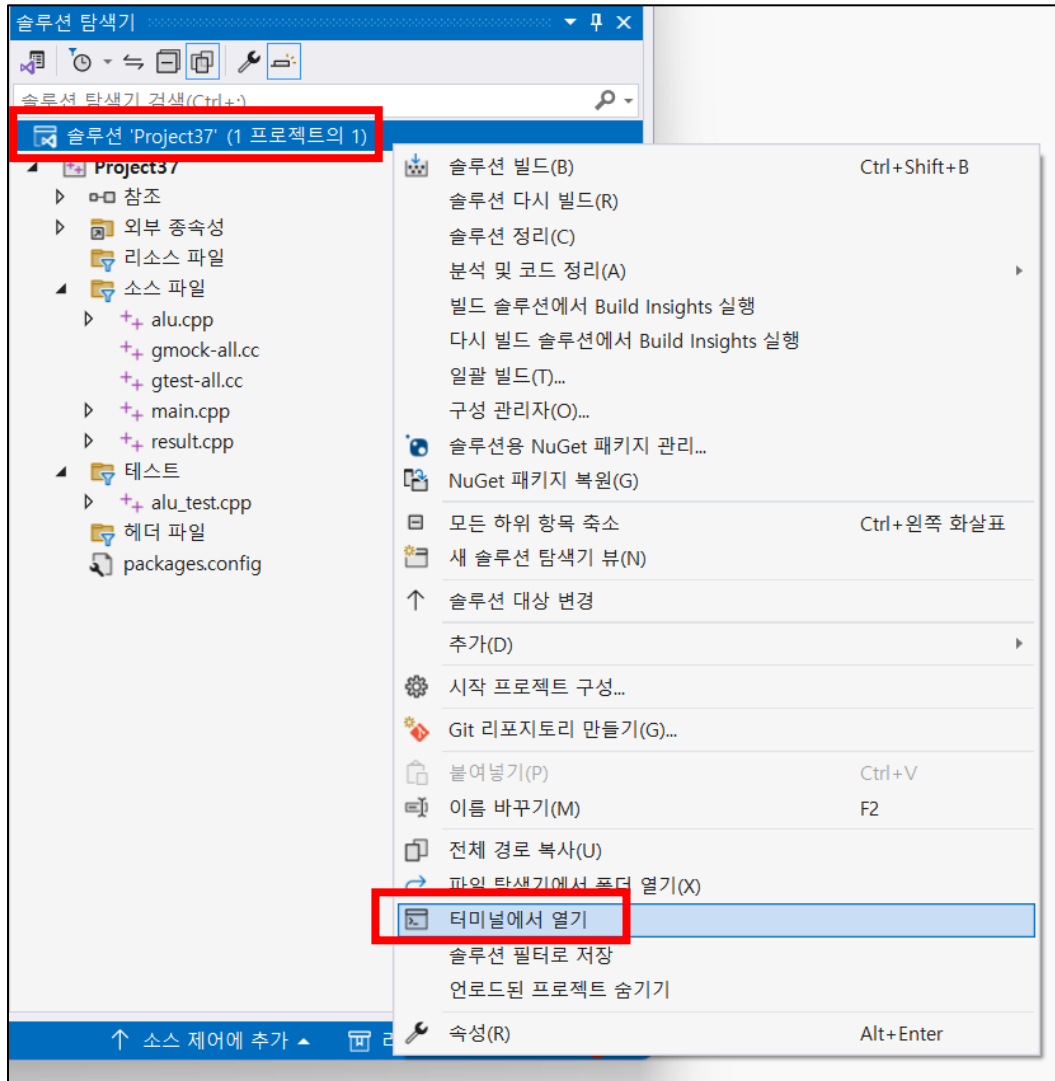 솔루션 탐색기
솔루션 탐색기 검색(Ctrl+;)
솔루션 'Project37' (1 프로젝트의 1)
Project37
참조
외부 종속성
리소스 파일
소스 파일
alu.cpp
gmock-all.cc
gtest-all.cc
main.cpp
result.cpp
테스트
alu_test.cpp
헤더 파일
packages.config
솔루션 빌드(B) Ctrl+Shift+B
솔루션 다시 빌드(R)
솔루션 정리(C)
분석 및 코드 정리(A)
빌드 솔루션에서 Build Insights 실행
다시 빌드 솔루션에서 Build Insights 실행
일괄 빌드(T)...
구성 관리자(O)...
솔루션용 NuGet 패키지 관리...
NuGet 패키지 복원(G)
모든 하위 항목 축소 Ctrl+왼쪽 화살표
새 솔루션 탐색기 뷰(N)
솔루션 대상 변경
추가(D)
시작 프로젝트 구성...
Git 리포지토리 만들기(G)...
붙여넣기(P) Ctrl+V
이름 바꾸기(M) F2
전체 경로 복사(U)
파일 탐색기에서 폴더 열기(X)
터미널에서 열기
솔루션 필터로 저장
언로드된 프로젝트 숨기기
속성(R) Alt+Enter
소스 제어에 추가